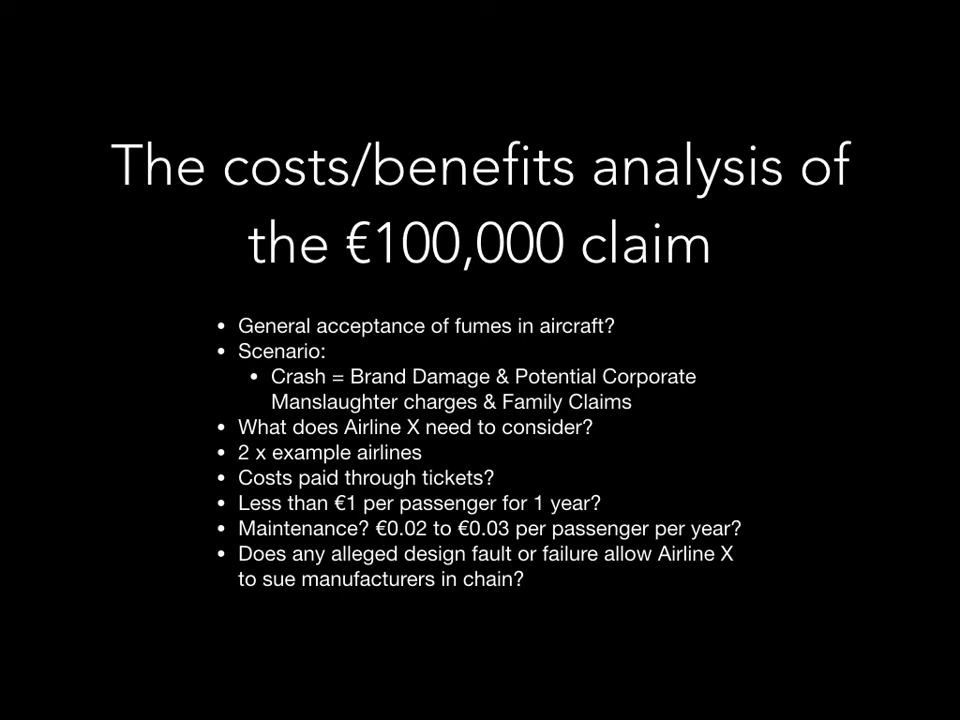 The costs/benefits analysis of
the €100,000 claim
• General acceptance of fumes in aircraft?
• Scenario:
• Crash = Brand Damage & Potential Corporate
Manslaughter charges & Family Claims
• What does Airline X need to consider?
• 2 x example airlines
• Costs paid through tickets?
• Less than €1 per passenger for 1 year?
• Maintenance? €0.02 to €0.03 per passenger per year?
• Does any alleged design fault or failure allow Airline X
to sue manufacturers in chain?